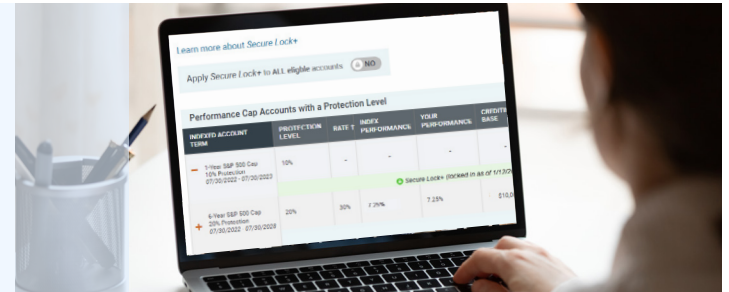 Learn more about Secure Lock+
Apply Secure Lock+ to ALL eligible accounts NO
Performance Cap Accounts with a Protection Level
INDEXED ACCOUNT TERM
PROTECTION LEVEL
RATE T
INDEX PERFORMANCE
YOUR PERFORMANCE
BASE
1-Year S&P 500 Cap
10% Protection
07/30/2022 - 07/30/2023
10%
-
-
-
-
Secure Lock+ (locked in as of
6-Year S&P 500 Cap
20% Protection
07/30/2022 - 07/30/2028
20%
30%
7.25%
7.25%